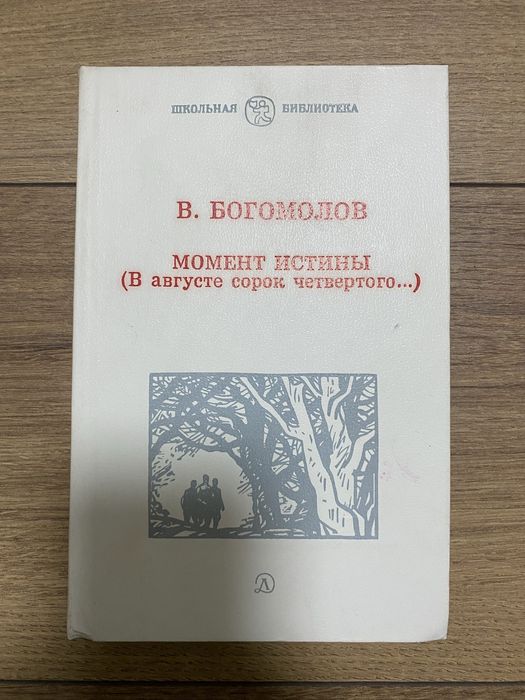 ШКОЛЬНАЯ БИБЛИОТЕКА
В. БОГОМОЛОВ
МОМЕНТ ИСТИНЫ
(В августе сорок четвертого...)
Д